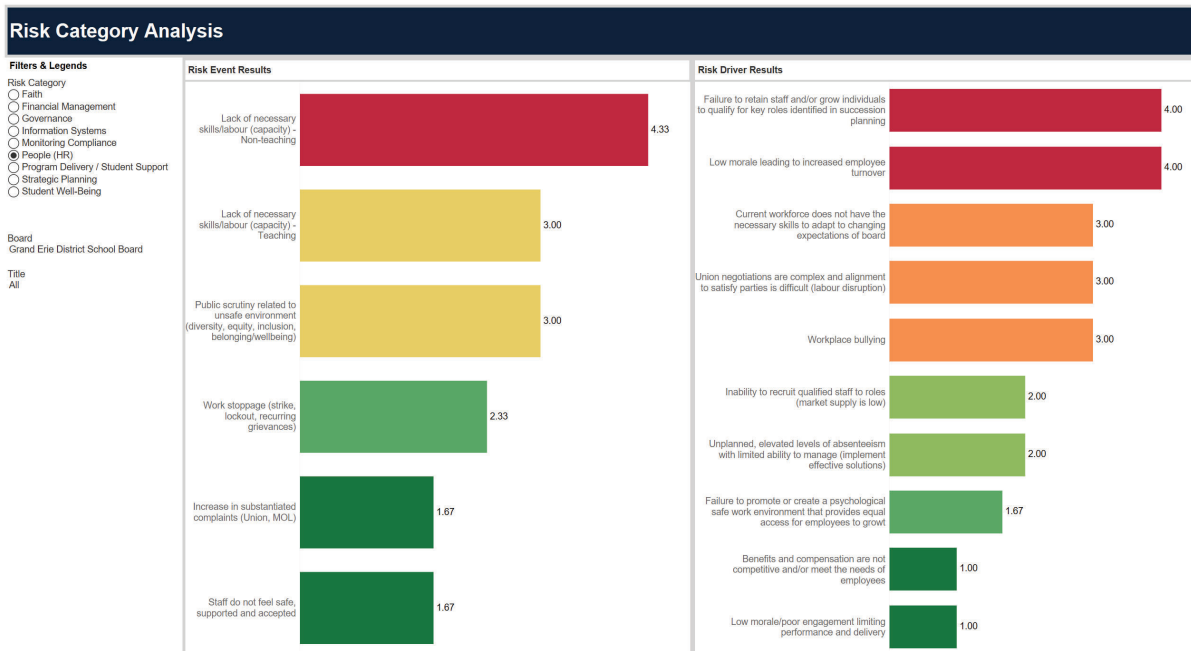 Risk Category Analysis
Filters & Legends
Risk Category
Faith
Financial Management
Governance
Information Systems
Monitoring Compliance
People (HR)
Program Delivery / Student Support
Strategic Planning
Student Well-Being
Board
Grand Erie District School Board
Title
All
Risk Event Results
Lack of necessary
skills/labour (capacity) -
Non-teaching
4.33
Lack of necessary
skills/labour (capacity) -
Teaching
3.00
Public scrutiny related to
unsafe environment
(diversity, equity, inclusion,
belonging/wellbeing)
3.00
Work stoppage (strike,
lockout, recurring
grievances)
2.33
Increase in substantiated
complaints (Union, MOL)
1.67
Staff do not feel safe,
supported and accepted
1.67
Risk Driver Results
Failure to retain staff and/or grow individuals
to qualify for key roles identified in succession
planning
4.00
Low morale leading to increased employee
turnover
4.00
Current workforce does not have the
necessary skills to adapt to changing
expectations of board
3.00
Union negotiations are complex and alignment
to satisfy parties is difficult (labour disruption)
3.00
Workplace bullying
3.00
Inability to recruit qualified staff to roles
(market supply is low)
2.00
Unplanned, elevated levels of absenteeism
with limited ability to manage (implement
effective solutions)
2.00
Failure to promote or create a psychological
safe work environment that provides equal
access for employees to growt
1.67
Benefits and compensation are not
competitive and/or meet the needs of
employees
1.00
Low morale/poor engagement limiting
performance and delivery
1.00